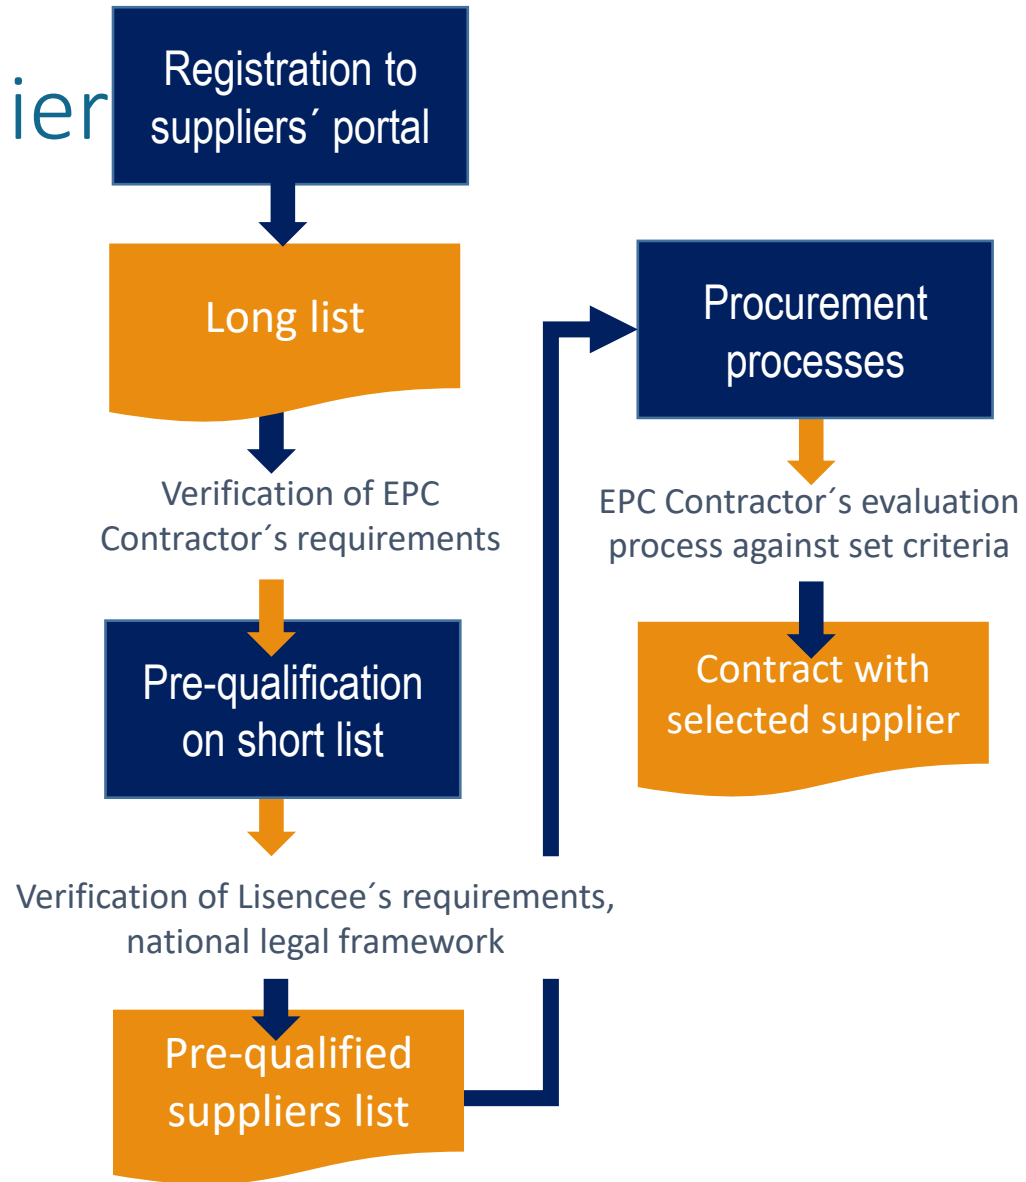 ier
Registration to
suppliers´ portal
Long list
Verification of EPC
Contractor´s requirements
Pre-qualification
on short list
Verification of Lisencee´s requirements,
national legal framework
Pre-qualified
suppliers list
Procurement
processes
EPC Contractor´s evaluation
process against set criteria
Contract with
selected supplier